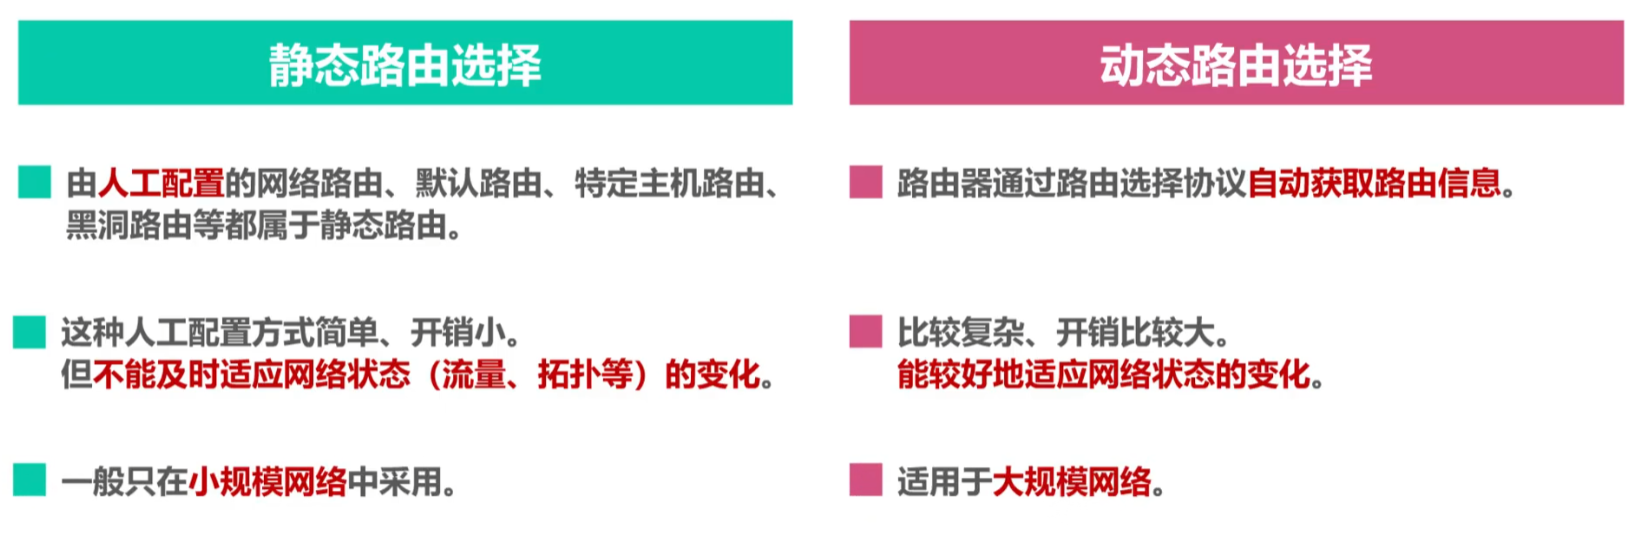 静态路由选择
由人工配置的网络路由、默认路由、特定主机路由、
黑洞路由等都属于静态路由。
这种人工配置方式简单、开销小。
但不能及时适应网络状态（流量、拓扑等）的变化。
一般只在小规模网络中采用。
动态路由选择
路由器通过路由选择协议自动获取路由信息。
比较复杂、开销比较大。
能较好地适应网络状态的变化。
适用于大规模网络。